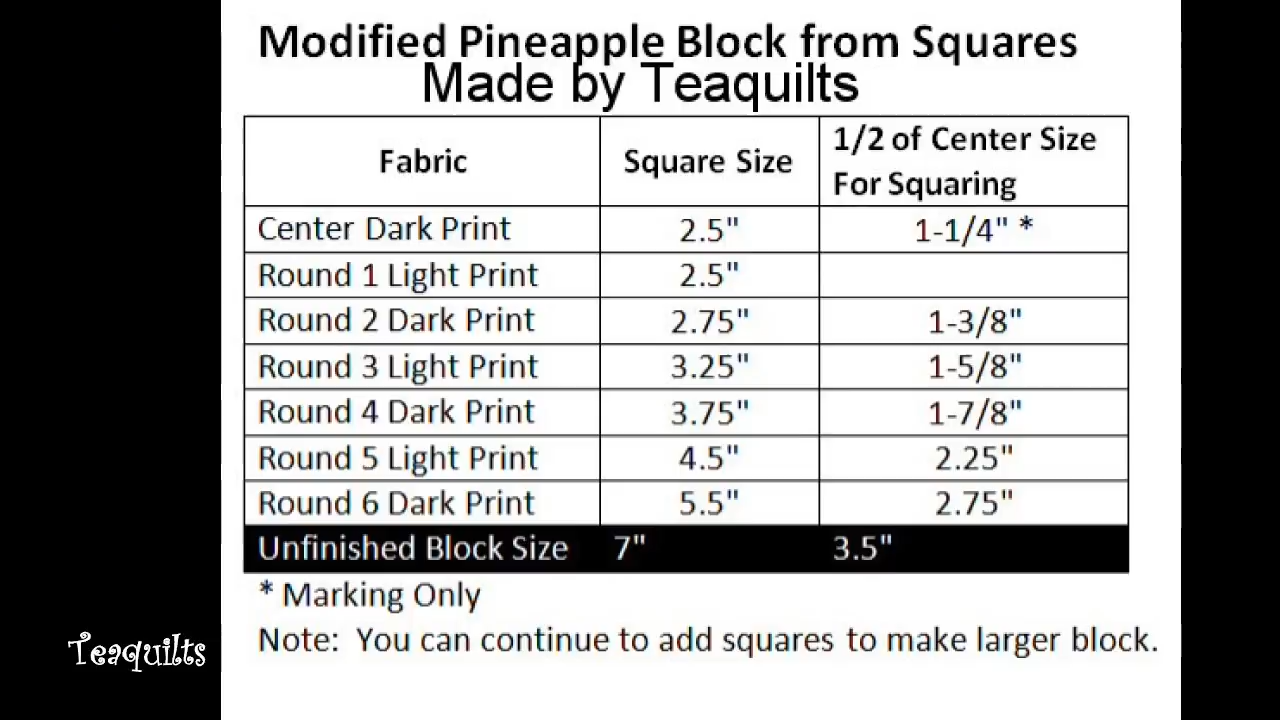 Modified Pineapple Block from Squares
Made by Teaquilts
Fabric Square Size 1/2 of Center Size For Squaring
Center Dark Print 2.5" 1-1/4" *
Round 1 Light Print 2.5"
Round 2 Dark Print 2.75" 1-3/8"
Round 3 Light Print 3.25" 1-5/8"
Round 4 Dark Print 3.75" 1-7/8"
Round 5 Light Print 4.5" 2.25"
Round 6 Dark Print 5.5" 2.75"
Unfinished Block Size 7" 3.5"
* Marking Only
Note: You can continue to add squares to make larger block.
Teaquilts